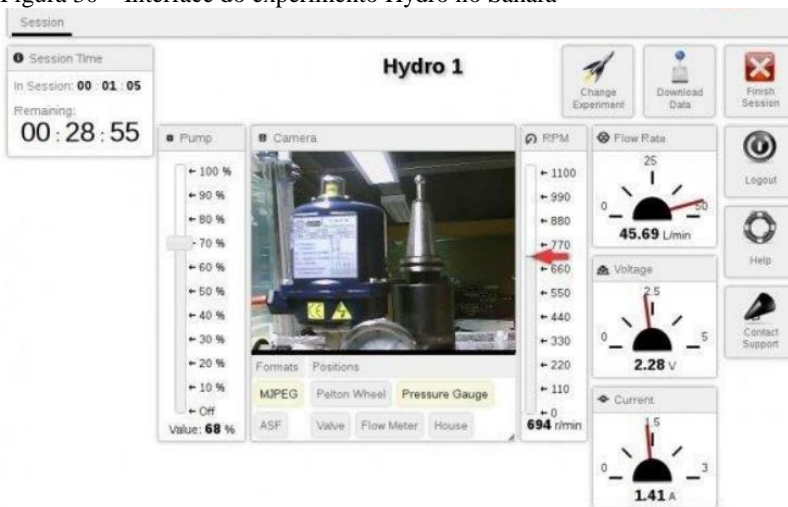 Figura 30 – Interface do experimento Hydro no Sahara
Session
Session Time
In Session: 00 : 01 : 05
Remaining:
00 : 28 : 55
Hydro 1
Change Experiment
Download Data
Finish Session
Pump
100 %
90 %
80 %
70 %
60 %
50 %
40 %
30 %
20 %
10 %
Off
Value: 68 %
Camera
CE
Formats Positions
MJPEG Pelton Wheel Pressure Gauge
ASF Valve Flow Meter House
RPM
1100
990
880
770
660
550
440
330
220
110
0
694 r/min
Flow Rate
25
0 50
45.69 L/min
Voltage
2.5
0 5
2.28 V
Current
1.5
0 3
1.41 A
Logout
Help
Contact Support